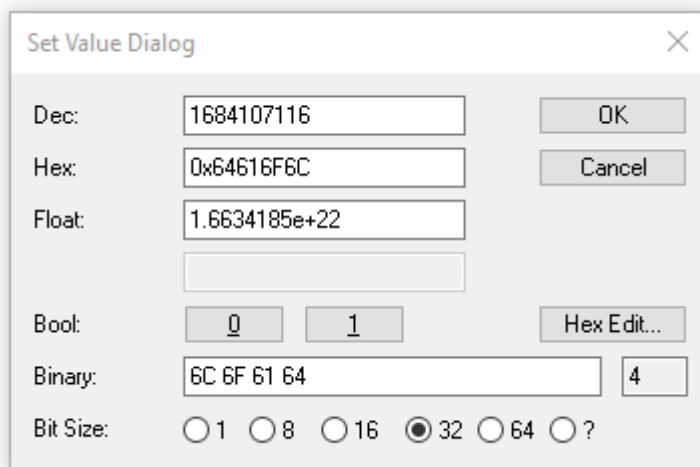 Set Value Dialog
Dec: 1684107116 OK
Hex: 0x64616F6C Cancel
Float: 1.6634185e+22
Bool: 0 1 Hex Edit...
Binary: 6C 6F 61 64 4
Bit Size: 1 8 16 32 64 ?